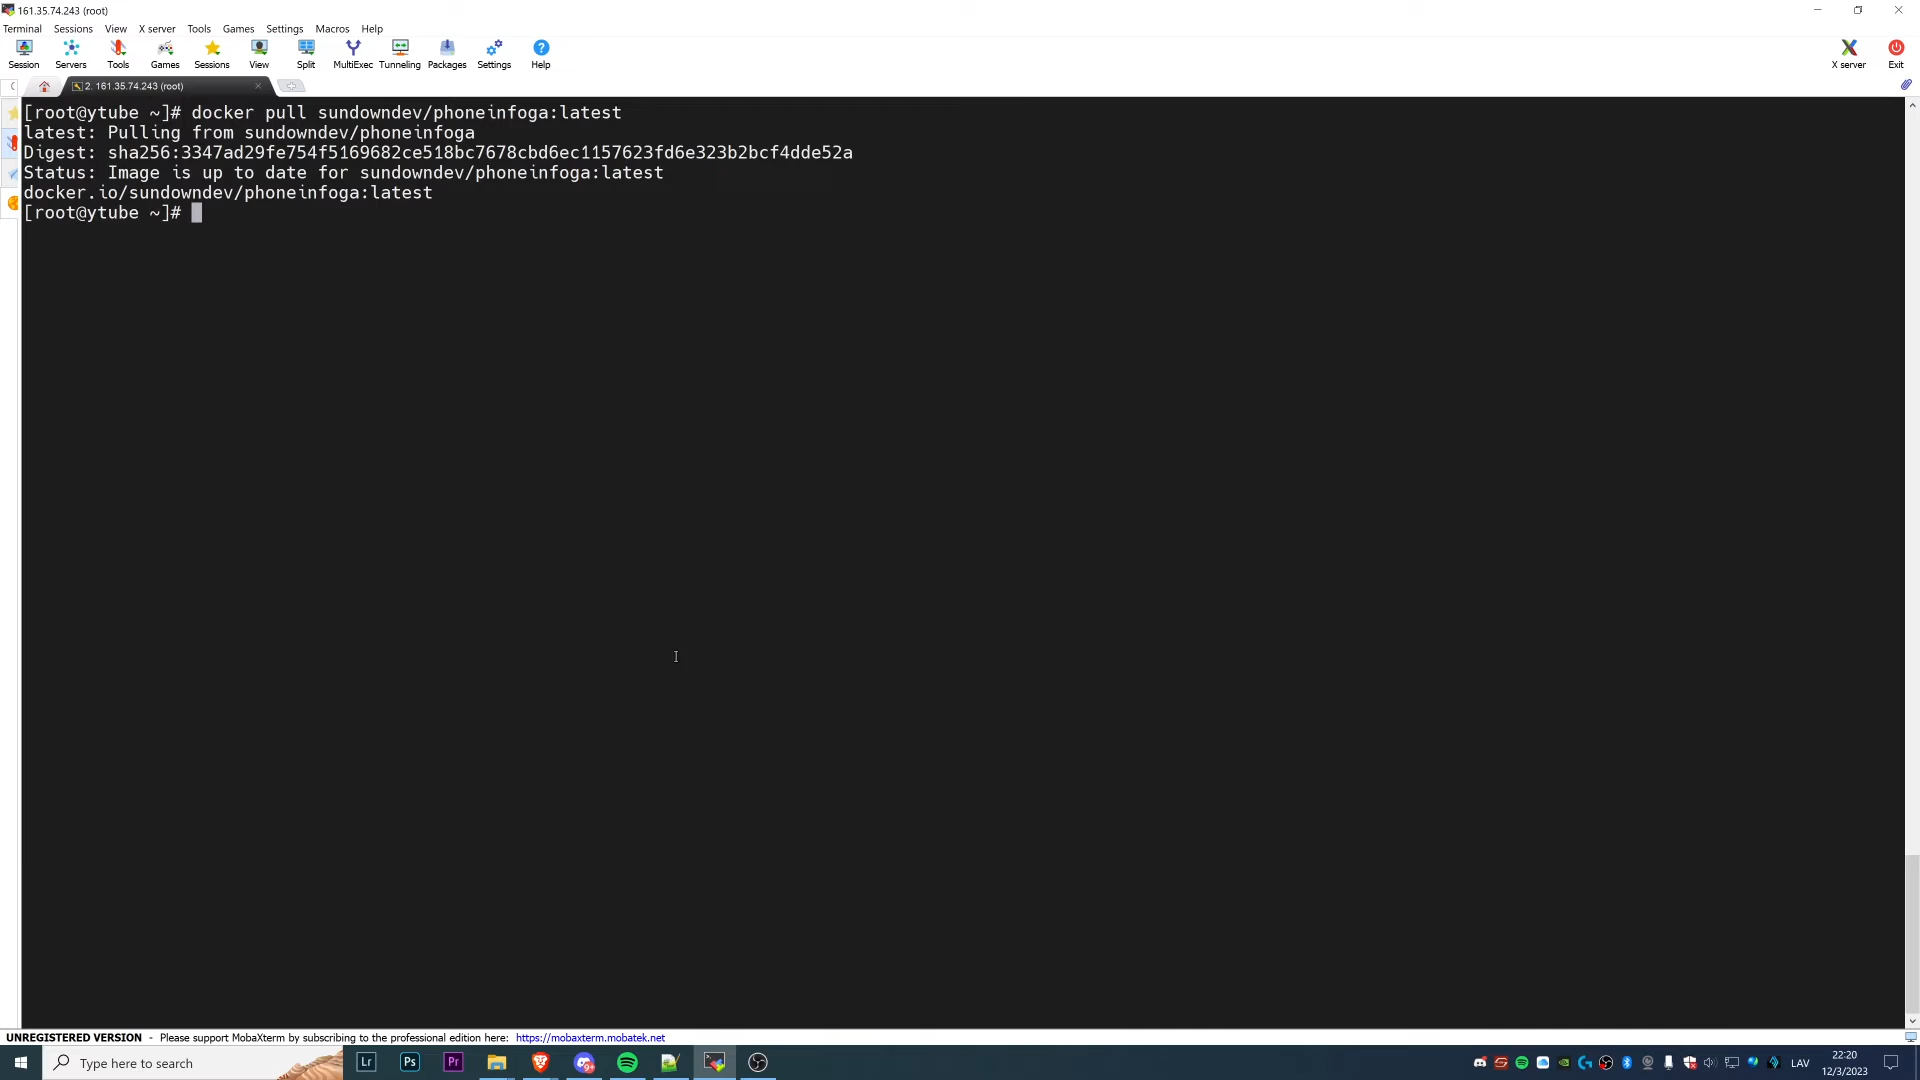 161.35.74.243 (root)
Terminal Sessions View X server Tools Games Settings Macros Help
Session Servers Tools Games Sessions View Split MultiExec Tunneling Packages Settings Help X server Exit
2. 161.35.74.243 (root)
[root@ytube ~]# docker pull sundowndev/phoneinfoga:latest
latest: Pulling from sundowndev/phoneinfoga
Digest: sha256:3347ad29fe754f5169682ce518bc7678cbd6ec1157623fd6e323b2bcf4dde52a
Status: Image is up to date for sundowndev/phoneinfoga:latest
docker.io/sundowndev/phoneinfoga:latest
[root@ytube ~]#
UNREGISTERED VERSION - Please support MobaXterm by subscribing to the professional edition here: https://mobaxterm.mobatek.net
Type here to search
Lr Ps Pr
9+
LAV
22:20
12/3/2023